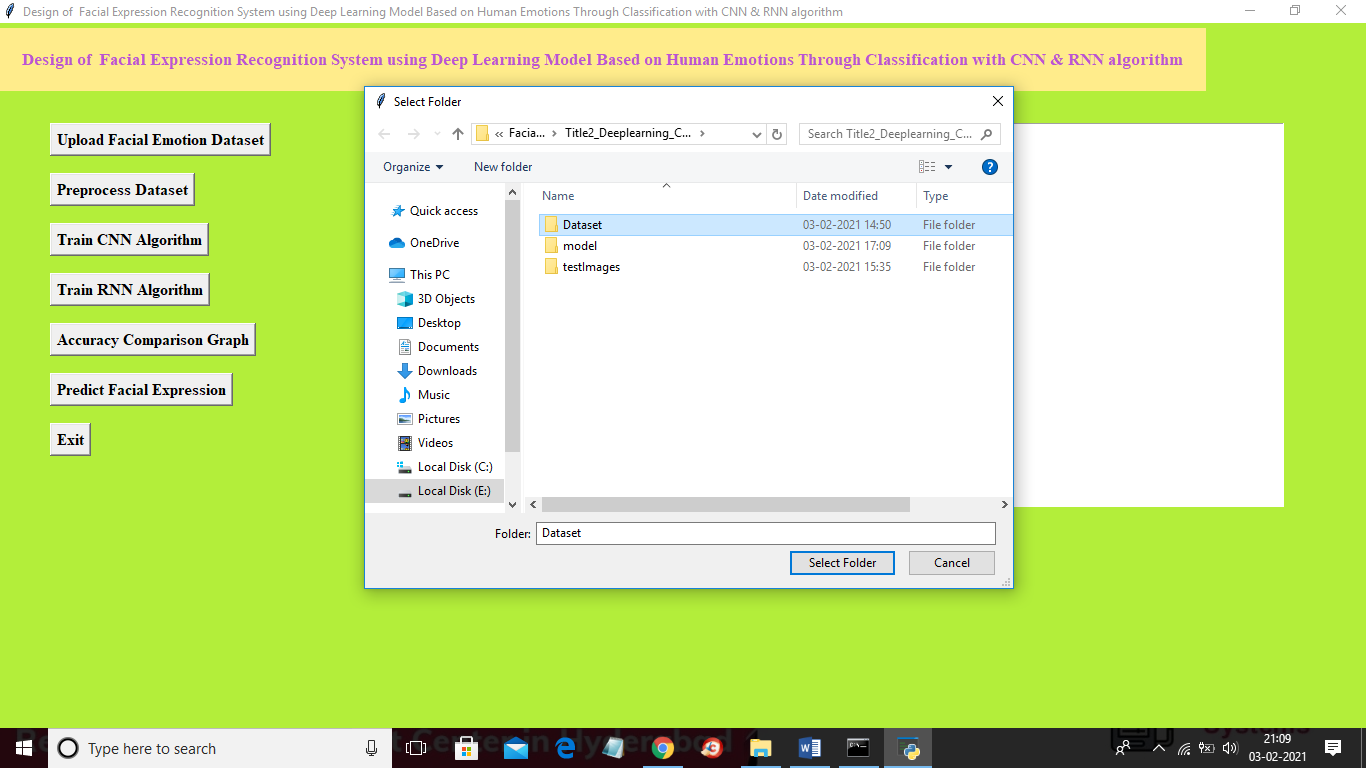 Design of  Facial Expression Recognition System using Deep Learning Model Based on Human Emotions Through Classification with CNN & RNN algorithm
Design of  Facial Expression Recognition System using Deep Learning Model Based on Human Emotions Through Classification with CNN & RNN algorithm
Upload Facial Emotion Dataset
Preprocess Dataset
Train CNN Algorithm
Train RNN Algorithm
Accuracy Comparison Graph
Predict Facial Expression
Exit
Select Folder
« Facia... > Title2_Deeplearning_C... >
Search Title2_Deeplearning_C...
Organize
New folder
Quick access
OneDrive
This PC
3D Objects
Desktop
Documents
Downloads
Music
Pictures
Videos
Local Disk (C:)
Local Disk (E:)
Name Date modified Type
Dataset 03-02-2021 14:50 File folder
model 03-02-2021 17:09 File folder
testImages 03-02-2021 15:35 File folder
Folder: Dataset
Select Folder Cancel
Type here to search
21:09
03-02-2021